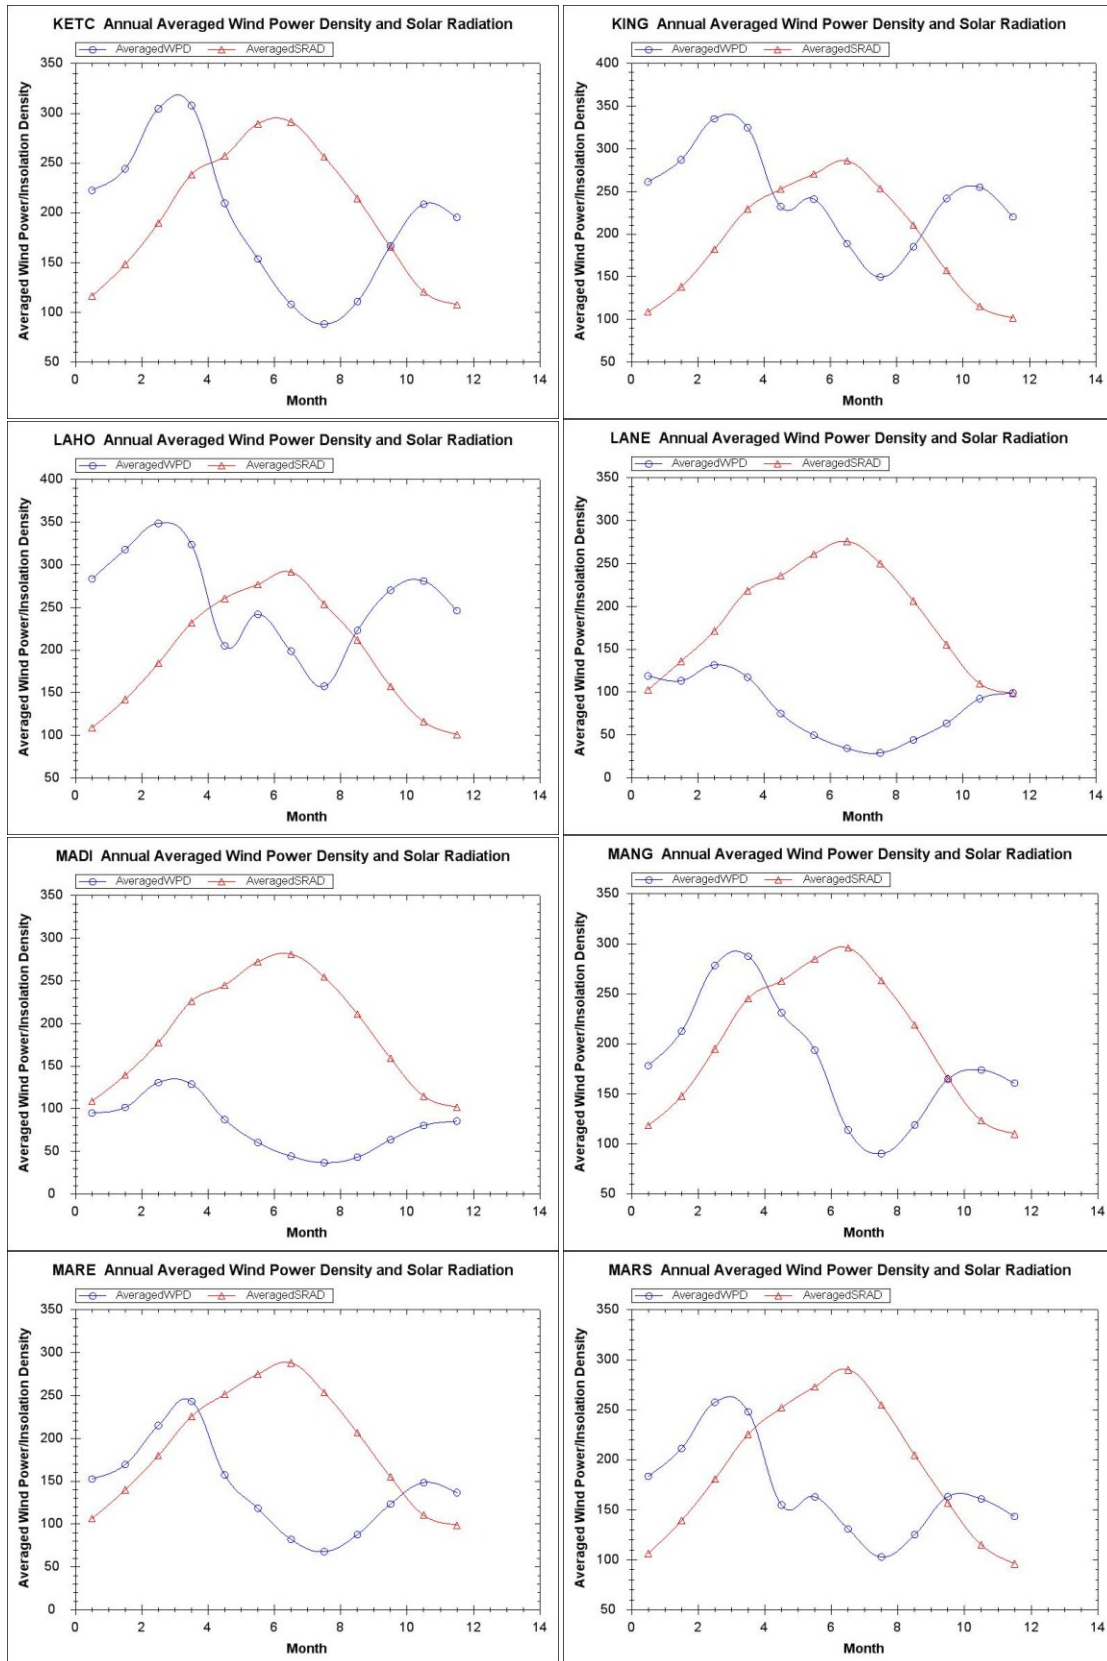 KETC Annual Averaged Wind Power Density and Solar Radiation
AveragedWPD AveragedSRAD
Averaged Wind Power/Insolation Density
350
300
250
200
150
100
50
0 2 4 6 8 10 12 14
Month
KING Annual Averaged Wind Power Density and Solar Radiation
AveragedWPD AveragedSRAD
Averaged Wind Power/Insolation Density
400
350
300
250
200
150
100
50
0 2 4 6 8 10 12 14
Month
LAHO Annual Averaged Wind Power Density and Solar Radiation
AveragedWPD AveragedSRAD
Averaged Wind Power/Insolation Density
400
350
300
250
200
150
100
50
0 2 4 6 8 10 12 14
Month
LANE Annual Averaged Wind Power Density and Solar Radiation
AveragedWPD AveragedSRAD
Averaged Wind Power/Insolation Density
350
300
250
200
150
100
50
0
0 2 4 6 8 10 12 14
Month
MADI Annual Averaged Wind Power Density and Solar Radiation
AveragedWPD AveragedSRAD
Averaged Wind Power/Insolation Density
350
300
250
200
150
100
50
0
0 2 4 6 8 10 12 14
Month
MANG Annual Averaged Wind Power Density and Solar Radiation
AveragedWPD AveragedSRAD
Averaged Wind Power/Insolation Density
350
300
250
200
150
100
50
0 2 4 6 8 10 12 14
Month
MARE Annual Averaged Wind Power Density and Solar Radiation
AveragedWPD AveragedSRAD
Averaged Wind Power/Insolation Density
350
300
250
200
150
100
50
0
0 2 4 6 8 10 12 14
Month
MARS Annual Averaged Wind Power Density and Solar Radiation
AveragedWPD AveragedSRAD
Averaged Wind Power/Insolation Density
350
300
250
200
150
100
50
0 2 4 6 8 10 12 14
Month